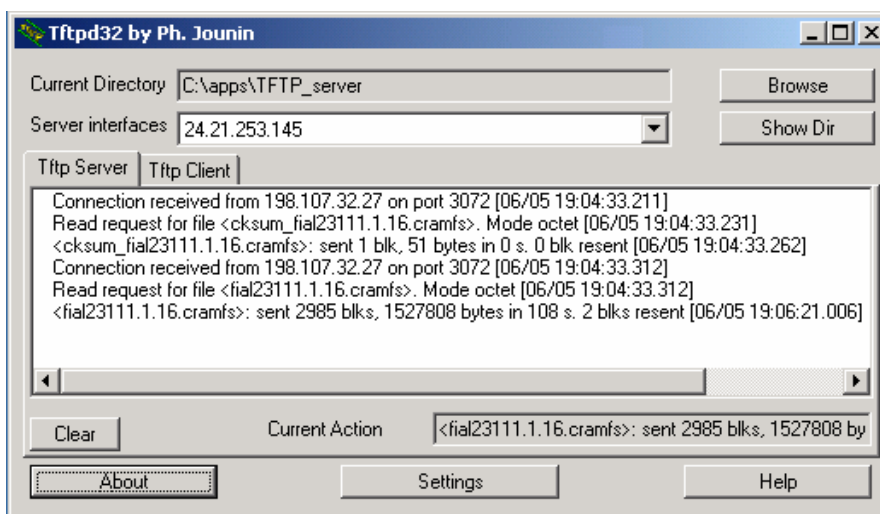 Tftpd32 by Ph. Jounin
Current Directory C:\apps\TFTP_server Browse
Server interfaces 24.21.253.145 Show Dir
Tftp Server Tftp Client
Connection received from 198.107.32.27 on port 3072 [06/05 19:04:33.211]
Read request for file <cksum_fial23111.1.16.cramfs>. Mode octet [06/05 19:04:33.231]
<cksum_fial23111.1.16.cramfs>: sent 1 blk, 51 bytes in 0 s. 0 blk resent [06/05 19:04:33.262]
Connection received from 198.107.32.27 on port 3072 [06/05 19:04:33.312]
Read request for file <fial23111.1.16.cramfs>. Mode octet [06/05 19:04:33.312]
<fial23111.1.16.cramfs>: sent 2985 blks, 1527808 bytes in 108 s. 2 blks resent [06/05 19:06:21.006]
Clear Current Action <fial23111.1.16.cramfs>: sent 2985 blks, 1527808 by
About Settings Help